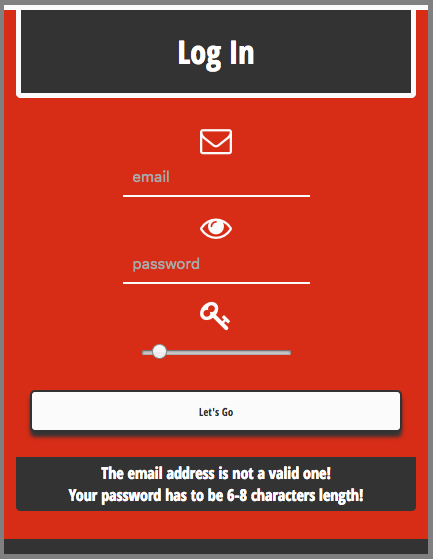 Log In
email
password
Let's Go
The email address is not a valid one!
Your password has to be 6-8 characters length!